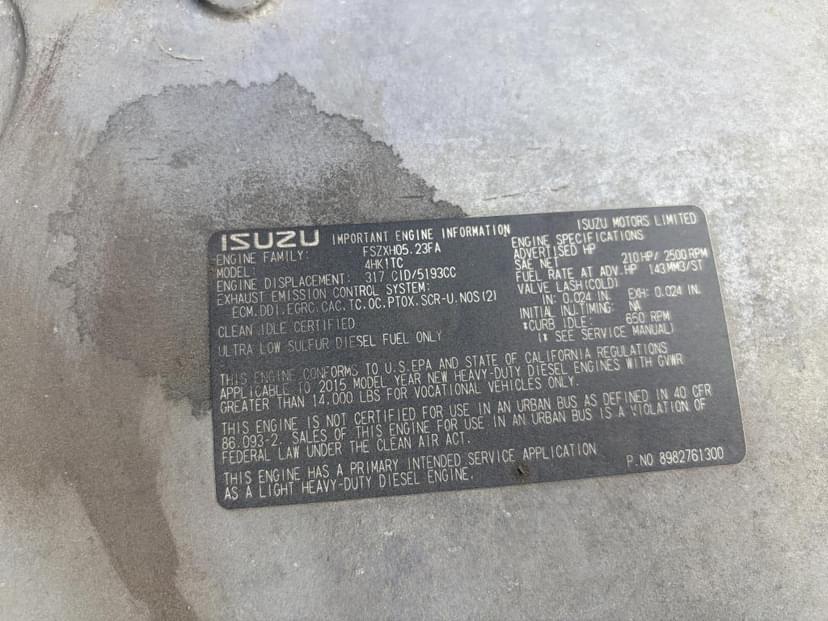 ISUZU IMPORTANT ENGINE INFORMATION
ENGINE FAMILY: FSZXH05.23FA
MODEL: 4HK1TC
ENGINE DISPLACEMENT: 317 CID/5193CC
EXHAUST EMISSION CONTROL SYSTEM:
ECM, DDI, EGRC, CAC, TC, OC, PTOX, SCR-U, NOS(2)
CLEAN IDLE CERTIFIED
ULTRA LOW SULFUR DIESEL FUEL ONLY
ISUZU MOTORS LIMITED
ENGINE SPECIFICATIONS
ADVERTISED HP
SAE NET 210 HP/ 2500 RPM
FUEL RATE AT ADV. HP 143 MM3/ST
VALVE LASH(COLD)
IN: 0.024 IN. EXH: 0.024 IN.
INITIAL INJ.TIMING: NA
*CURB IDLE: 650 RPM
(* SEE SERVICE MANUAL)
THIS ENGINE CONFORMS TO U.S.EPA AND STATE OF CALIFORNIA REGULATIONS
APPLICABLE TO 2015 MODEL YEAR NEW HEAVY-DUTY DIESEL ENGINES WITH GVWR
GREATER THAN 14,000 LBS FOR VOCATIONAL VEHICLES ONLY.
THIS ENGINE IS NOT CERTIFIED FOR USE IN AN URBAN BUS AS DEFINED IN 40 CFR
86.093-2. SALES OF THIS ENGINE FOR USE IN AN URBAN BUS IS A VIOLATION OF
FEDERAL LAW UNDER THE CLEAN AIR ACT.
THIS ENGINE HAS A PRIMARY INTENDED SERVICE APPLICATION
AS A LIGHT HEAVY-DUTY DIESEL ENGINE.
P.NO 8982761300